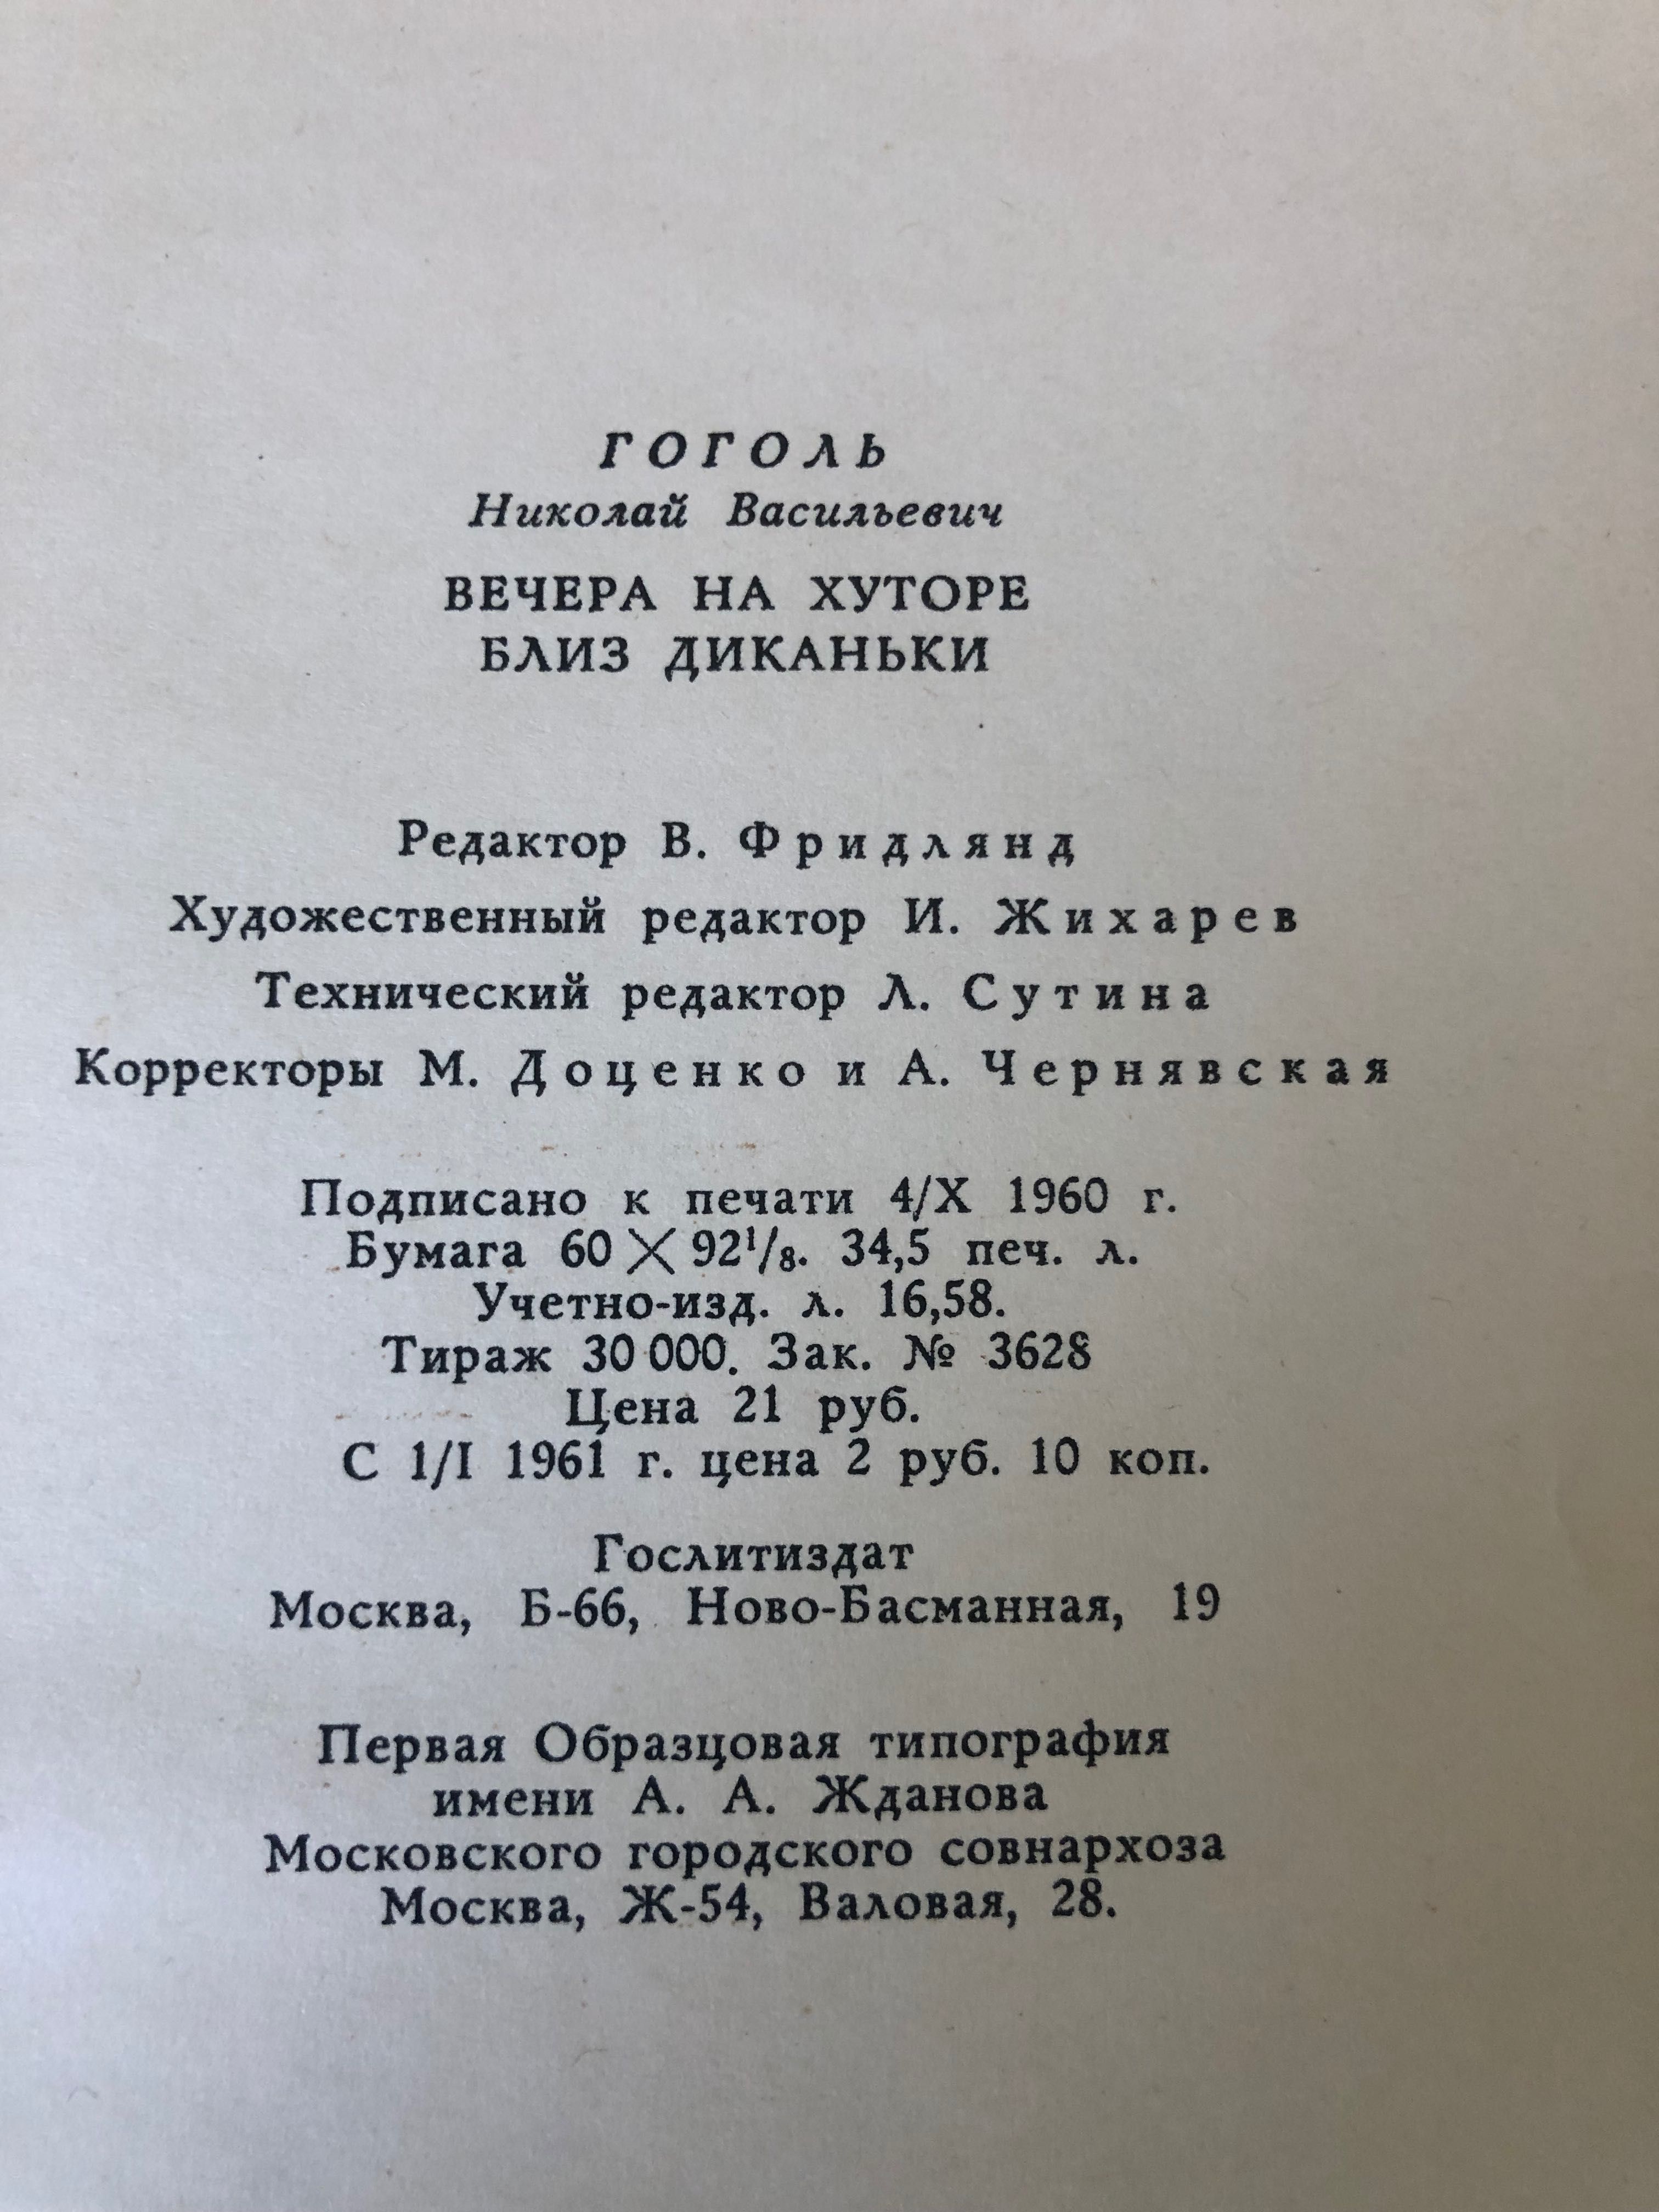 ГОГОЛЬ
Николай Васильевич
ВЕЧЕРА НА ХУТОРЕ
БЛИЗ ДИКАНЬКИ
Редактор В. Фридлянд
Художественный редактор И. Жихарев
Технический редактор Л. Сутина
Корректоры М. Доценко и А. Чернявская
Подписано к печати 4/X 1960 г.
Бумага 60 × 92¹/₈. 34,5 печ. л.
Учетно-изд. л. 16,58.
Тираж 30 000. Зак. № 3628
Цена 21 руб.
С 1/I 1961 г. цена 2 руб. 10 коп.
Гослитиздат
Москва, Б-66, Ново-Басманная, 19
Первая Образцовая типография
имени А. А. Жданова
Московского городского совнархоза
Москва, Ж-54, Валовая, 28.